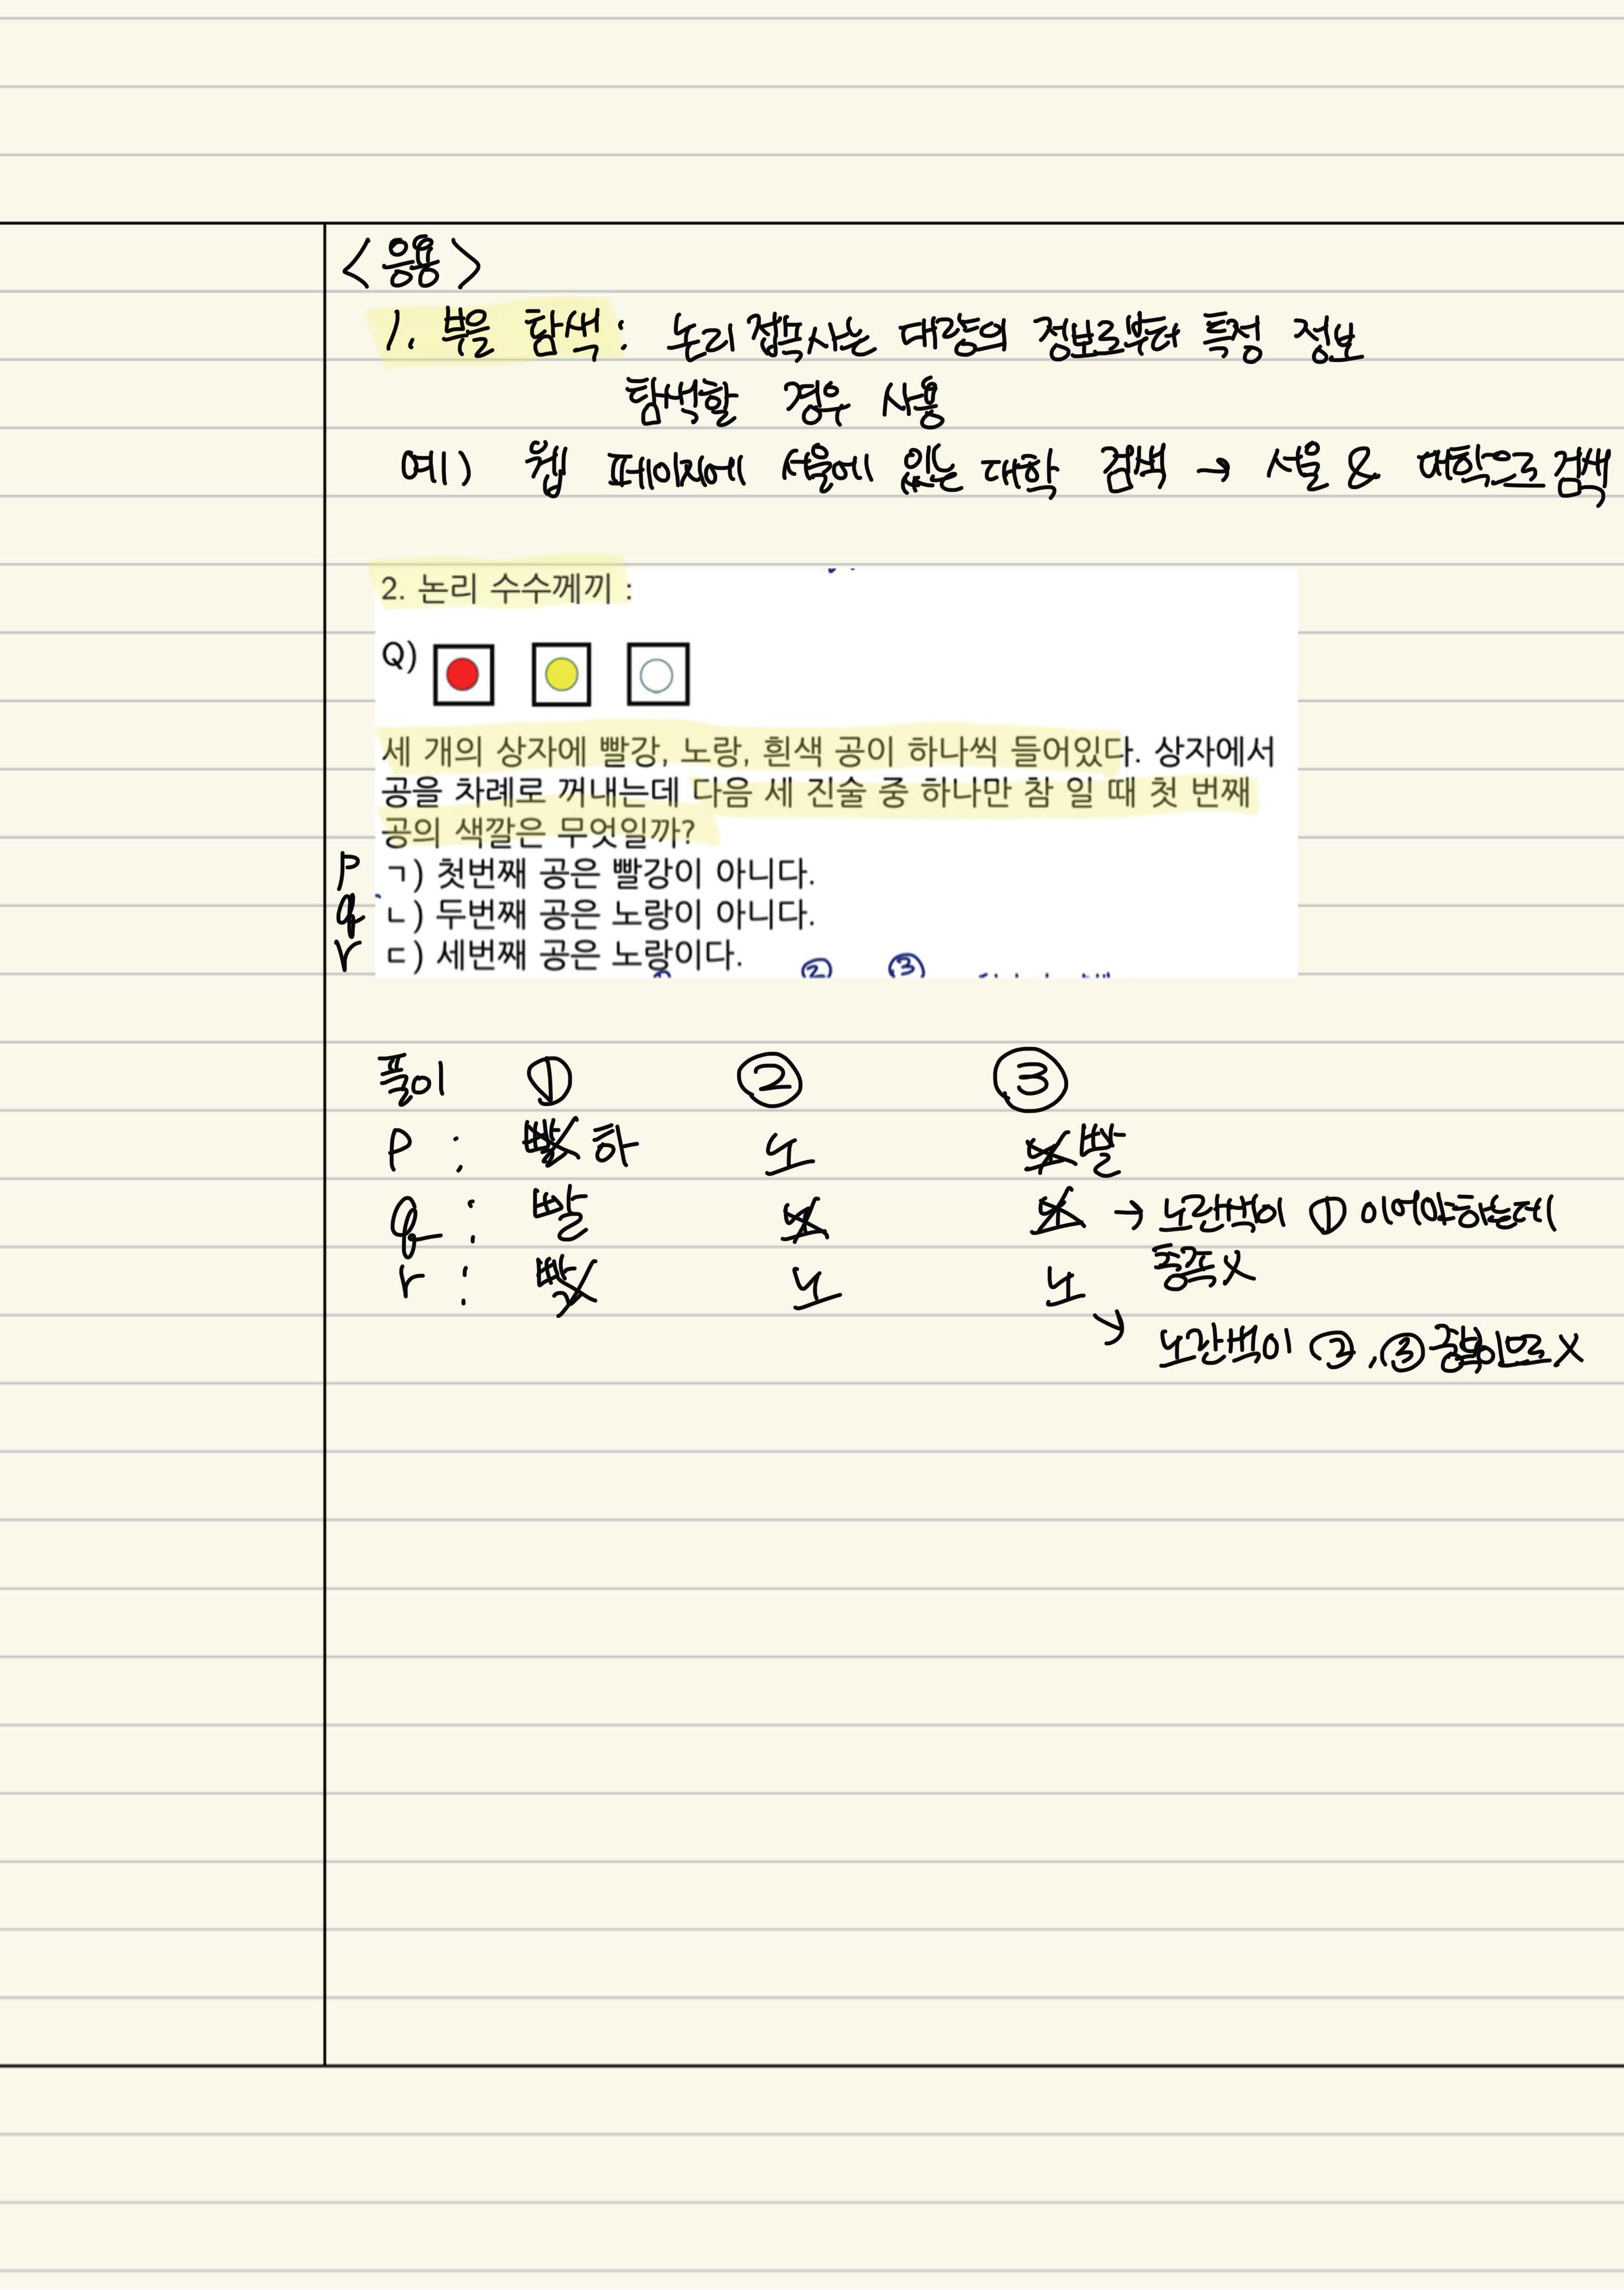 <응용>
1. 부울 탐색 : 논리 접프사는 대량의 정보로부터 특정 정보
탐색할 경우 사용
예) 웹 페이지에 서울에 있는 대학 검색 → 서울 & 대학으로 검색
2. 논리 수수께끼 :
Q)
세 개의 상자에 빨강, 노랑, 흰색 공이 하나씩 들어있다. 상자에서
공을 차례로 꺼내는데 다음 세 진술 중 하나만 참 일 때 첫 번째
공의 색깔은 무엇일까?
p ㄱ) 첫번째 공은 빨강이 아니다.
q ㄴ) 두번째 공은 노랑이 아니다.
r ㄷ) 세번째 공은 노랑이다.
② ③
풀이 ① ② ③
p : 빨 하 노 노 빨
q : 빨 노 노 → 노란색이 ① 이어야하는데
충족X
r : 빨 노 노
↘ 노란색이 ②, ③ 이므로 X